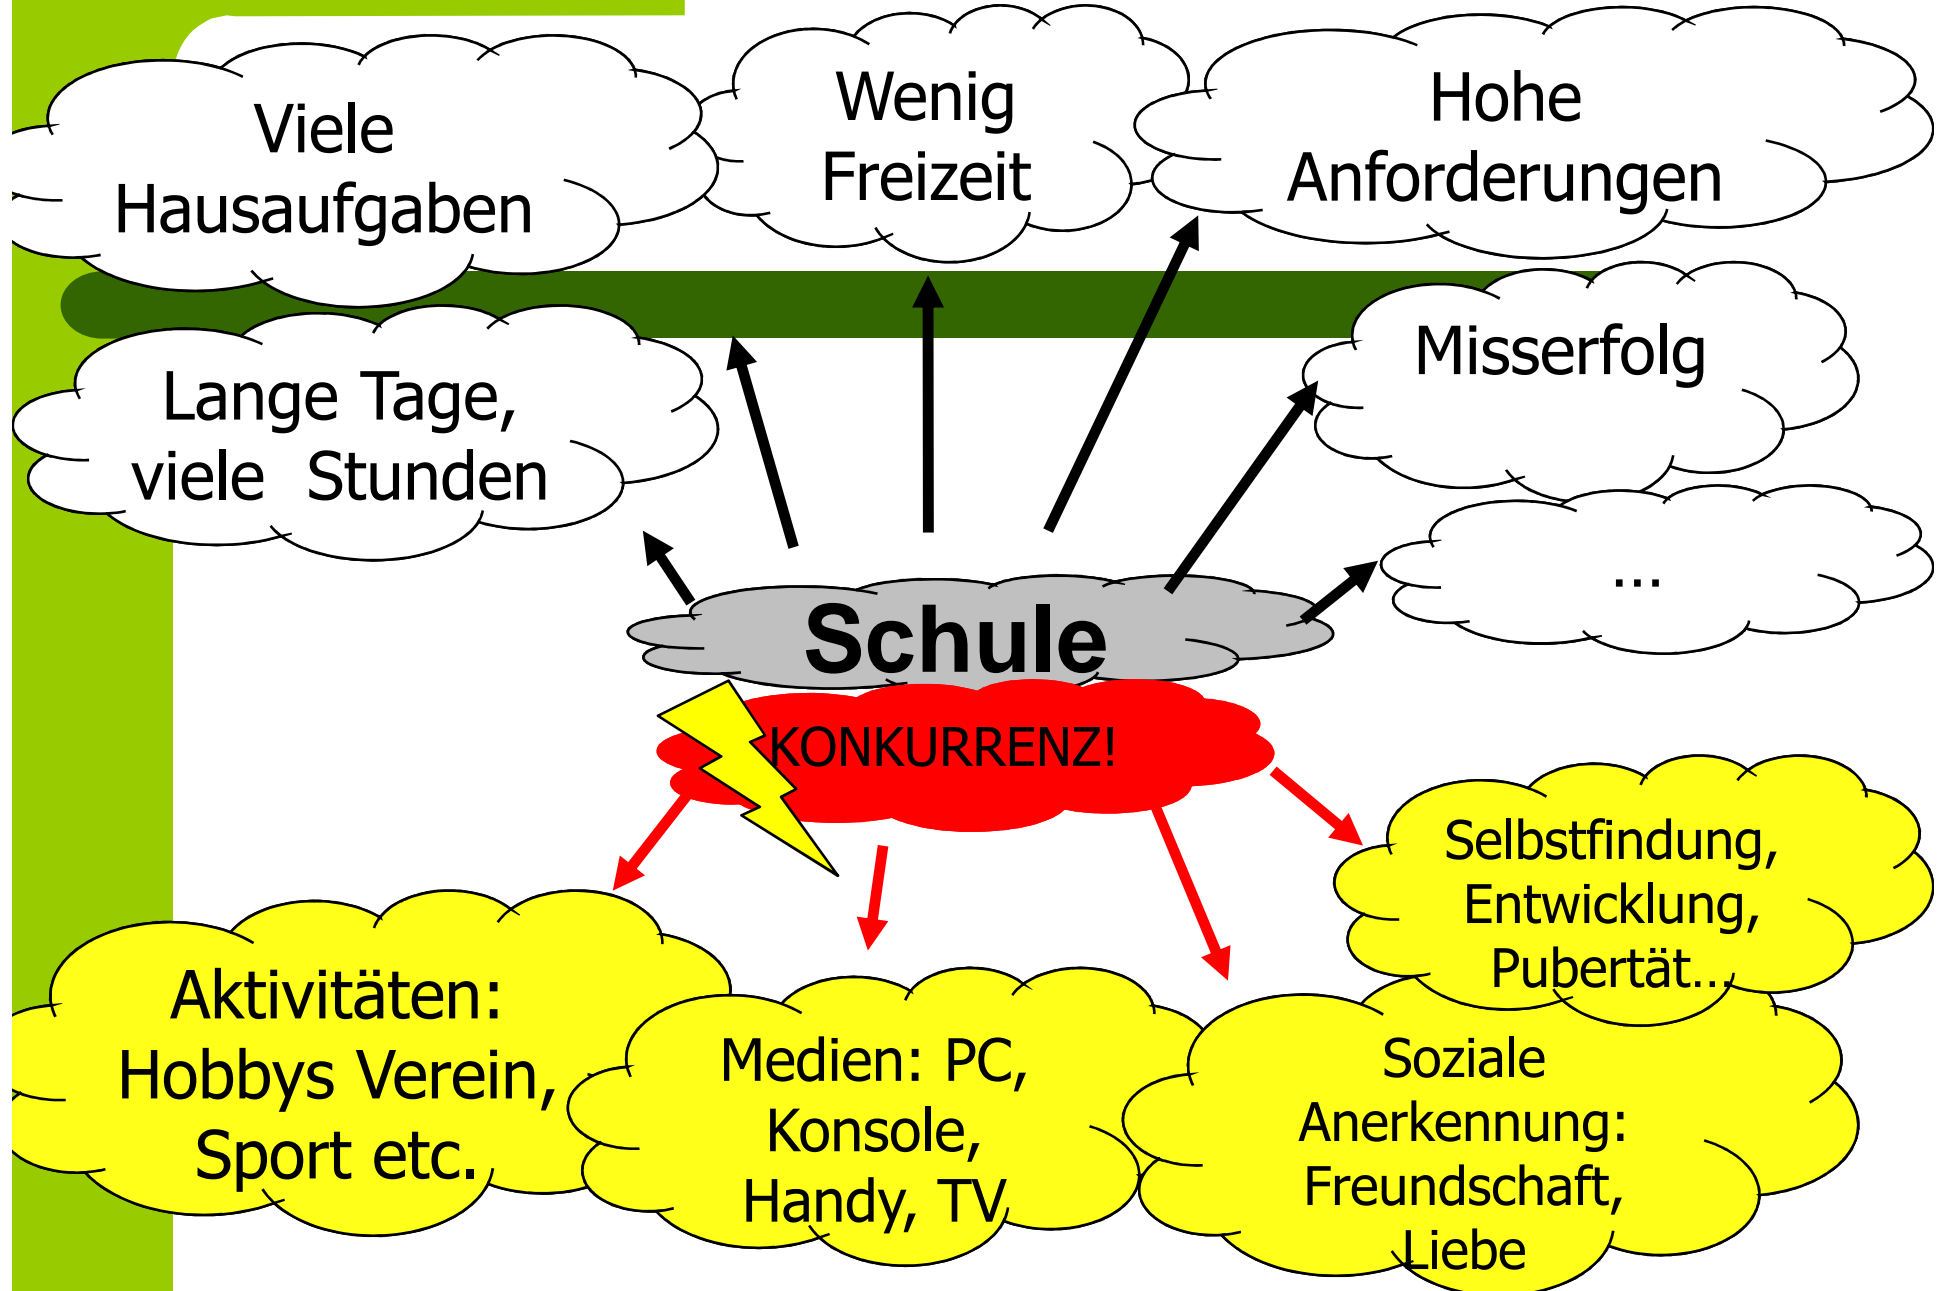 Viele
Hausaufgaben
Wenig
Freizeit
Hohe
Anforderungen
Lange Tage,
viele  Stunden
Misserfolg
...
Schule
KONKURRENZ!
Selbstfindung,
Entwicklung,
Pubertät...
Aktivitäten:
Hobbys Verein,
Sport etc.
Medien: PC,
Konsole,
Handy, TV
Soziale
Anerkennung:
Freundschaft,
Liebe